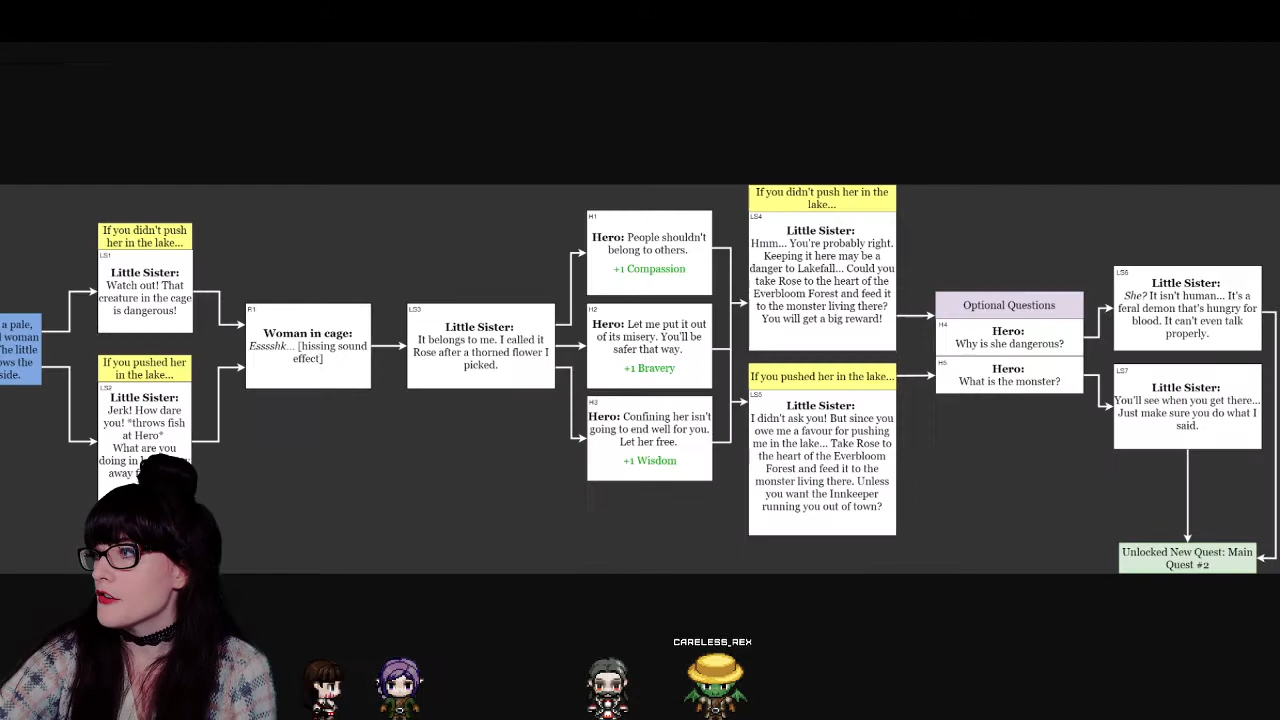 a pale,
woman
he little
ows the
side.
If you didn't push
her in the lake...
LS1
Little Sister:
Watch out! That
creature in the cage
is dangerous!
If you pushed her
in the lake...
LS2
Little Sister:
Jerk! How dare
you! *throws fish
at Hero*
What are you
doing in
away
R1
Woman in cage:
Esssshk... [hissing sound
effect]
LS3
Little Sister:
It belongs to me. I called it
Rose after a thorned flower I
picked.
H1
Hero: People shouldn't
belong to others.
+1 Compassion
H2
Hero: Let me put it out
of its misery. You'll be
safer that way.
+1 Bravery
H3
Hero: Confining her isn't
going to end well for you.
Let her free.
+1 Wisdom
If you didn't push her in the
lake...
LS4
Little Sister:
Hmm... You're probably right.
Keeping it here may be a
danger to Lakefall... Could you
take Rose to the heart of the
Everbloom Forest and feed it
to the monster living there?
You will get a big reward!
If you pushed her in the lake...
LS5
Little Sister:
I didn't ask you! But since you
owe me a favour for pushing
me in the lake... Take Rose to
the heart of the Everbloom
Forest and feed it to the
monster living there. Unless
you want the Innkeeper
running you out of town?
Optional Questions
H4
Hero:
Why is she dangerous?
H5
Hero:
What is the monster?
LS6
Little Sister:
She? It isn't human... It's a
feral demon that's hungry for
blood. It can't even talk
properly.
LS7
Little Sister:
You'll see when you get there...
Just make sure you do what I
said.
Unlocked New Quest: Main
Quest #2
CARELESS_REX